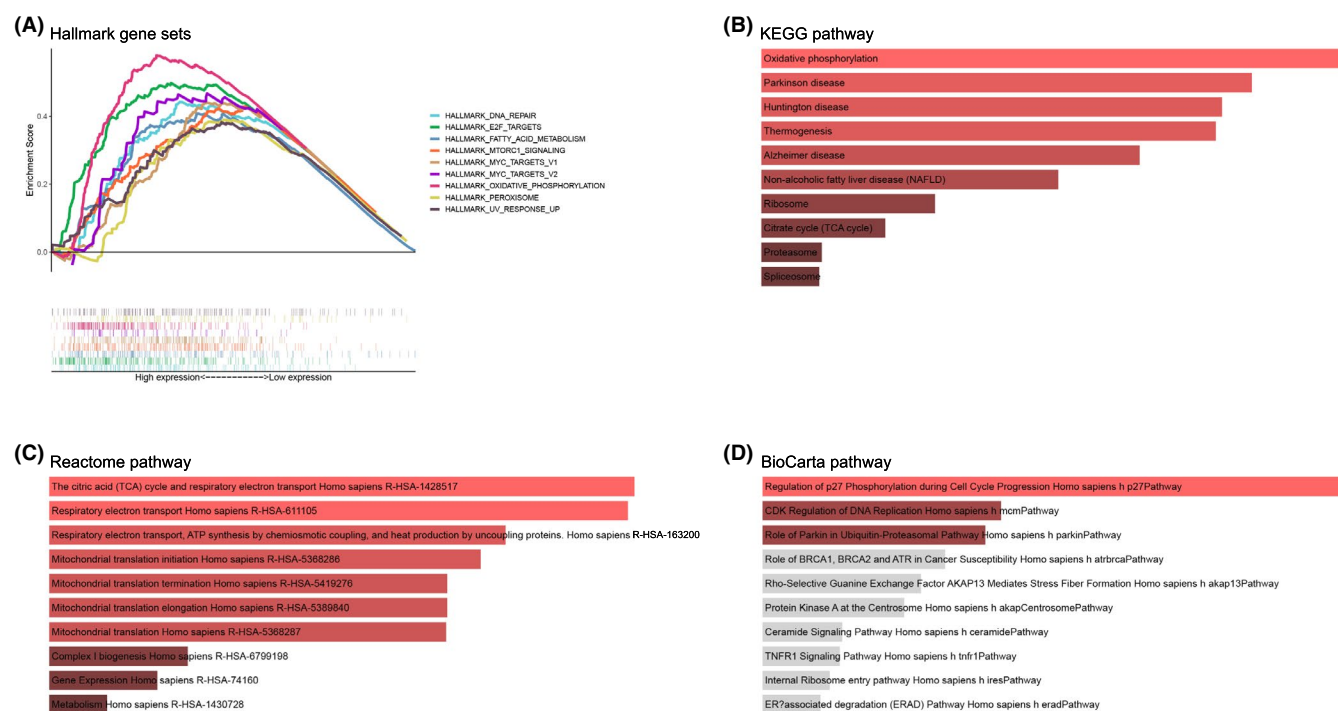 (A) Hallmark gene sets
Enrichment Score
0.4
0.2
0.0
HALLMARK_DNA_REPAIR
HALLMARK_E2F_TARGETS
HALLMARK_FATTY_ACID_METABOLISM
HALLMARK_MTORC1_SIGNALING
HALLMARK_MYC_TARGETS_V1
HALLMARK_MYC_TARGETS_V2
HALLMARK_OXIDATIVE_PHOSPHORYLATION
HALLMARK_PEROXISOME
HALLMARK_UV_RESPONSE_UP
High expression<------------>Low expression
(B) KEGG pathway
Oxidative phosphorylation
Parkinson disease
Huntington disease
Thermogenesis
Alzheimer disease
Non-alcoholic fatty liver disease (NAFLD)
Ribosome
Citrate cycle (TCA cycle)
Proteasome
Spliceosome
(C) Reactome pathway
The citric acid (TCA) cycle and respiratory electron transport Homo sapiens R-HSA-1428517
Respiratory electron transport Homo sapiens R-HSA-611105
Respiratory electron transport, ATP synthesis by chemiosmotic coupling, and heat production by uncoupling proteins. Homo sapiens R-HSA-163200
Mitochondrial translation initiation Homo sapiens R-HSA-5368286
Mitochondrial translation termination Homo sapiens R-HSA-5419276
Mitochondrial translation elongation Homo sapiens R-HSA-5389840
Mitochondrial translation Homo sapiens R-HSA-5368287
Complex I biogenesis Homo sapiens R-HSA-6799198
Gene Expression Homo sapiens R-HSA-74160
Metabolism Homo sapiens R-HSA-1430728
(D) BioCarta pathway
Regulation of p27 Phosphorylation during Cell Cycle Progression Homo sapiens h p27Pathway
CDK Regulation of DNA Replication Homo sapiens h mcmPathway
Role of Parkin in Ubiquitin-Proteasomal Pathway Homo sapiens h parkinPathway
Role of BRCA1, BRCA2 and ATR in Cancer Susceptibility Homo sapiens h atrbrcaPathway
Rho-Selective Guanine Exchange Factor AKAP13 Mediates Stress Fiber Formation Homo sapiens h akap13Pathway
Protein Kinase A at the Centrosome Homo sapiens h akapCentrosomePathway
Ceramide Signaling Pathway Homo sapiens h ceramidePathway
TNFR1 Signaling Pathway Homo sapiens h tnfr1Pathway
Internal Ribosome entry pathway Homo sapiens h iresPathway
ER?associated degradation (ERAD) Pathway Homo sapiens h eradPathway